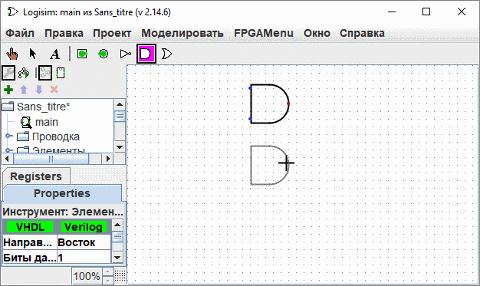 Logisim: main из Sans_titre (v 2.14.6)
Файл Правка Проект Моделировать FPGAMenu Окно Справка
A
Sans_titre*
main
Проводка
Элементы
Registers
Properties
Инструмент: Элемен...
VHDL Verilog
Направ... Восток
Биты да... 1
100%